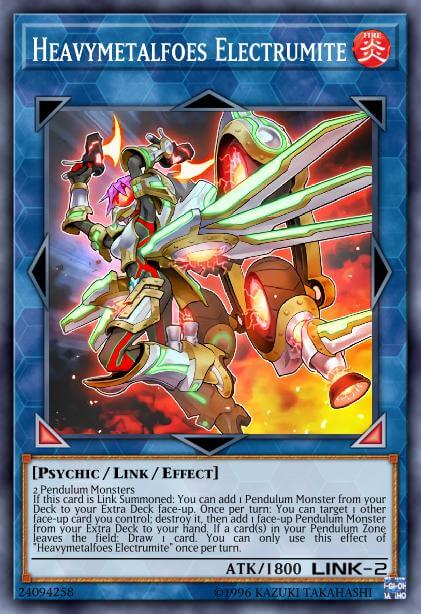 HEAVYMETALFOES ELECTRUMITE
FIRE
炎
[PSYCHIC / LINK / EFFECT]
2 Pendulum Monsters
If this card is Link Summoned: You can add 1 Pendulum Monster from your
Deck to your Extra Deck face-up. Once per turn: You can target 1 other
face-up card you control; destroy it, then add 1 face-up Pendulum Monster
from your Extra Deck to your hand. If a card(s) in your Pendulum Zone
leaves the field: Draw 1 card. You can only use this effect of
"Heavymetalfoes Electrumite" once per turn.
ATK/1800 LINK-2
24094258
©1996 KAZUKI TAKAHASHI